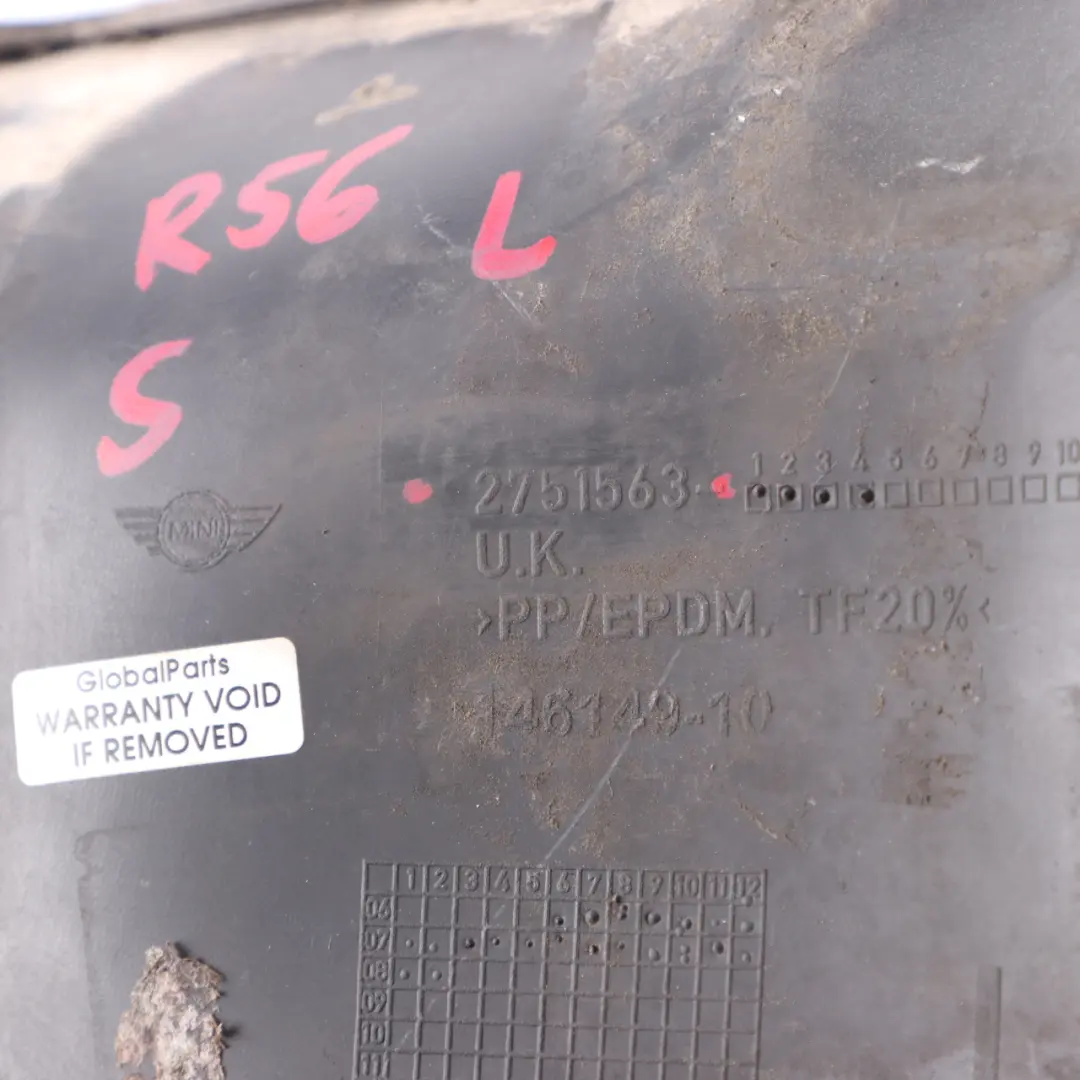 R56 L
S
2751563-
1 2 3 4 5 6 7 8 9 10
MINI
U.K.
>PP/EPDM. TF20%<
146149-10
GlobalParts
WARRANTY VOID
IF REMOVED
1 2 3 4 5 6 7 8 9 10 11 12
06
07
08
09
10
11